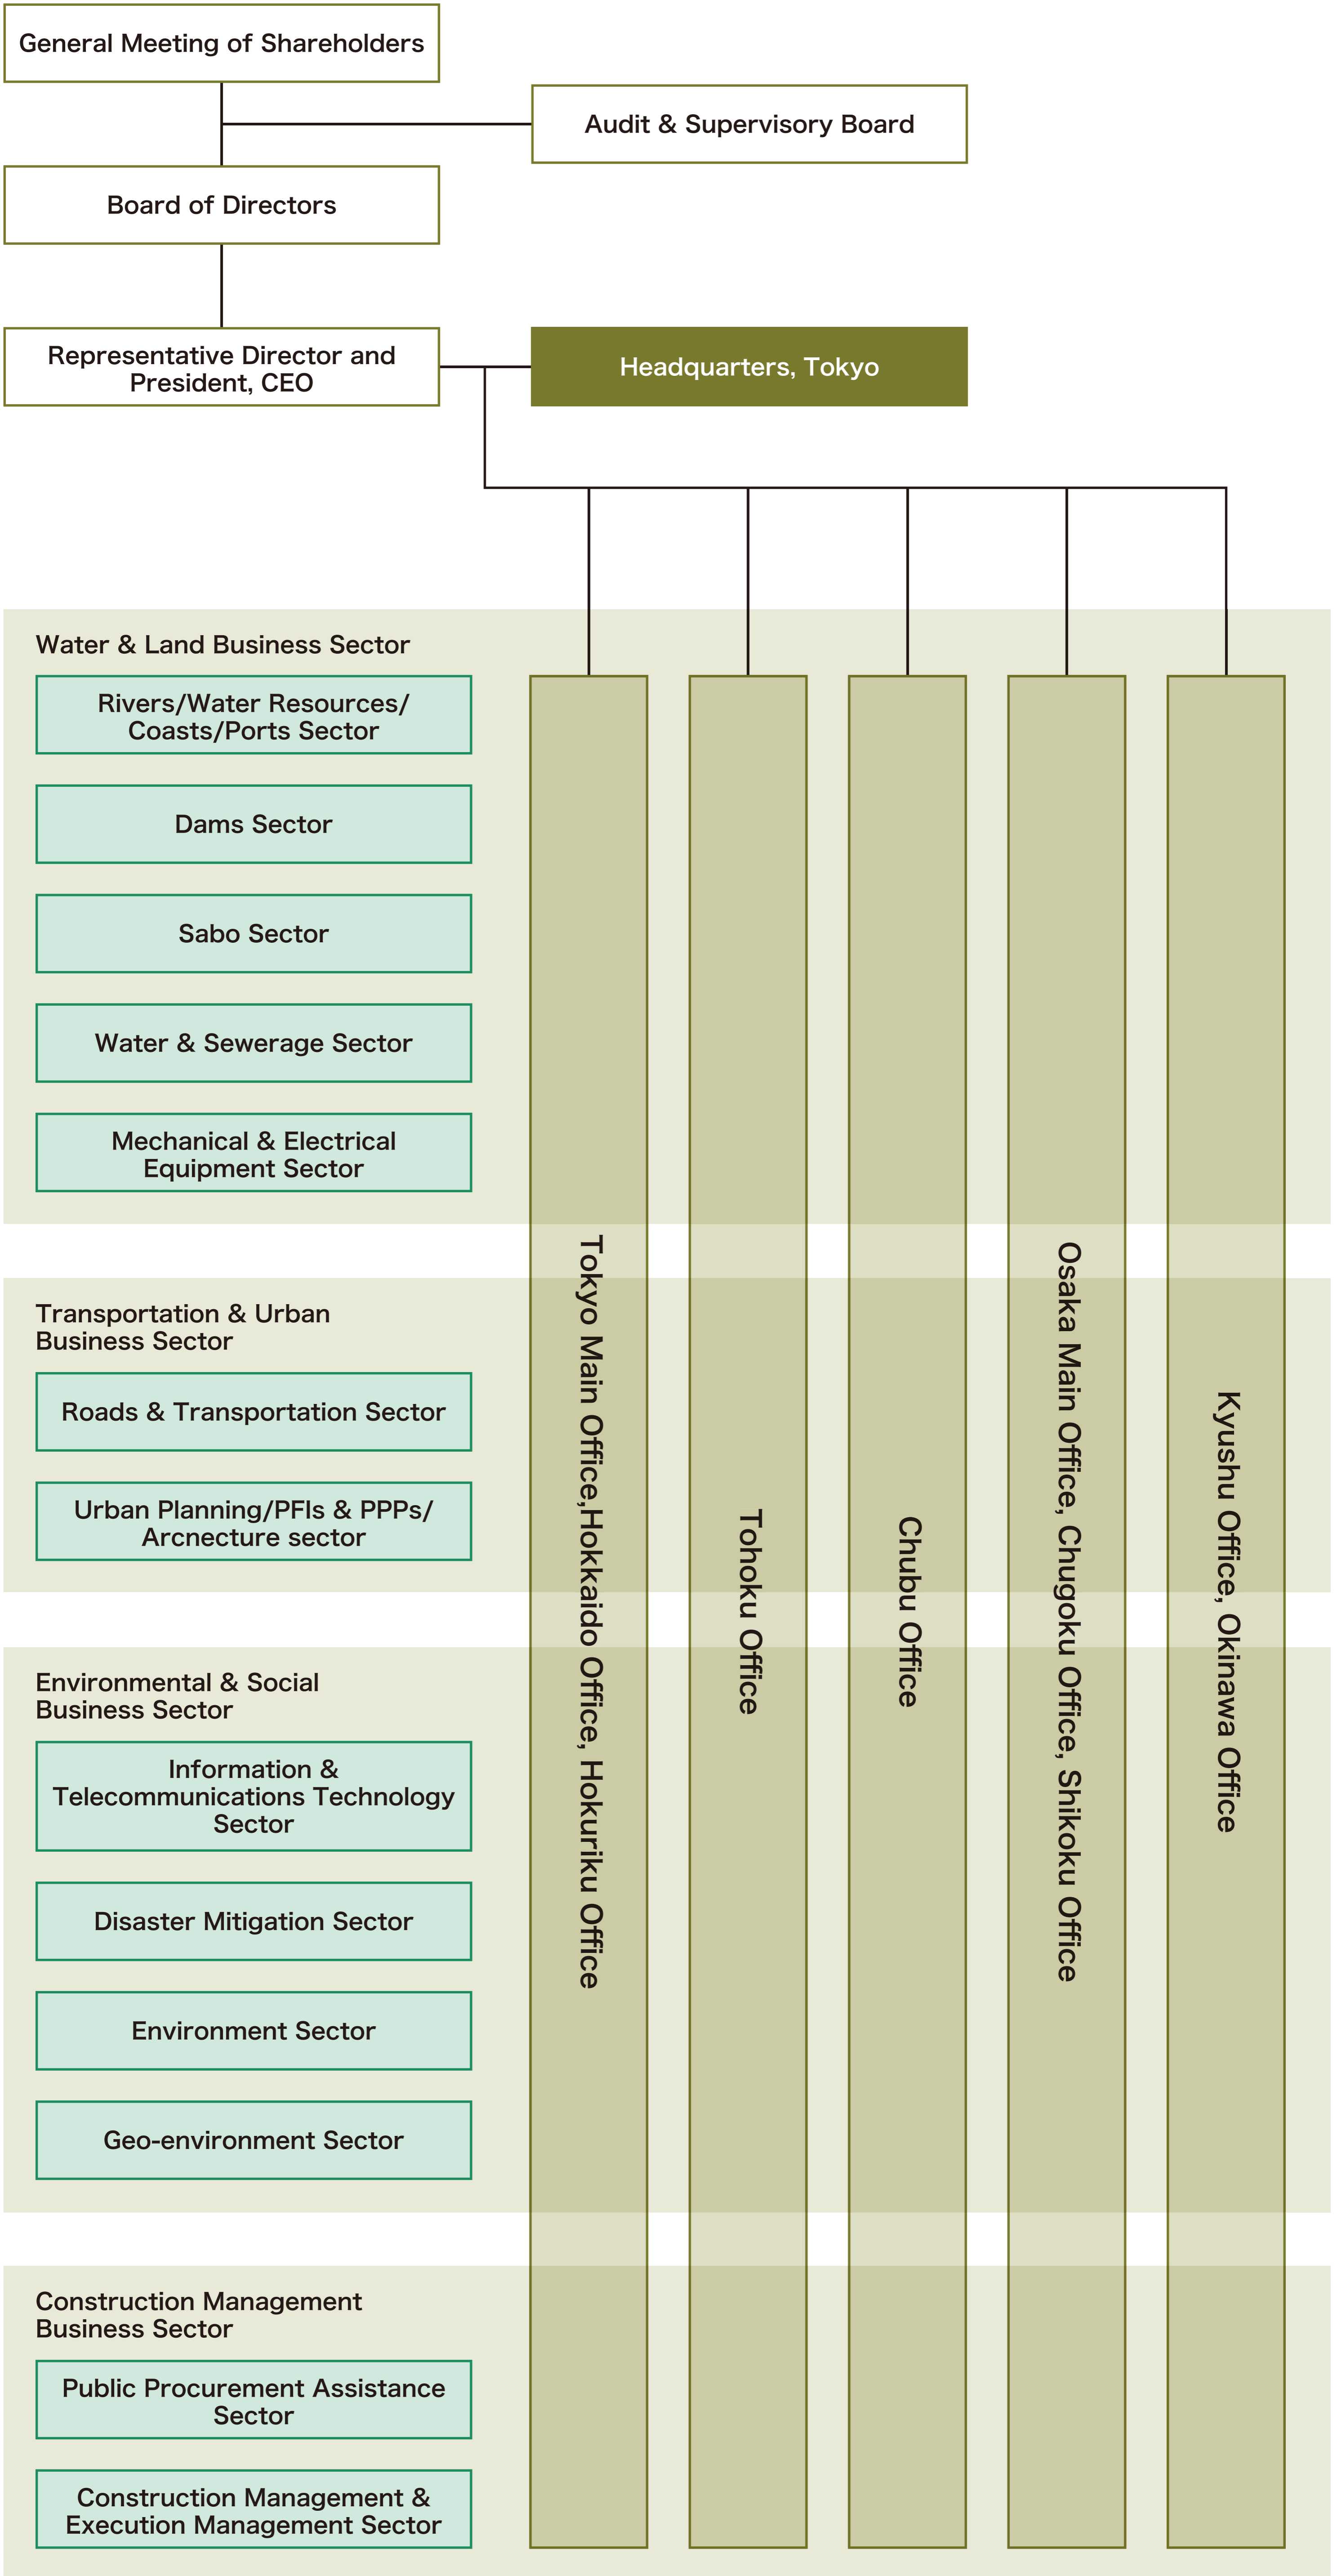 General Meeting of Shareholders
Audit & Supervisory Board
Board of Directors
Representative Director and
President, CEO
Headquarters, Tokyo
Water & Land Business Sector
Rivers/Water Resources/
Coasts/Ports Sector
Dams Sector
Sabo Sector
Water & Sewerage Sector
Mechanical & Electrical
Equipment Sector
Transportation & Urban
Business Sector
Roads & Transportation Sector
Urban Planning/PFIs & PPPs/
Arcnecture sector
Environmental & Social
Business Sector
Information &
Telecommunications Technology
Sector
Disaster Mitigation Sector
Environment Sector
Geo-environment Sector
Construction Management
Business Sector
Public Procurement Assistance
Sector
Construction Management &
Execution Management Sector
Tokyo Main Office,Hokkaido Office, Hokuriku Office
Tohoku Office
Chubu Office
Osaka Main Office, Chugoku Office, Shikoku Office
Kyushu Office, Okinawa Office